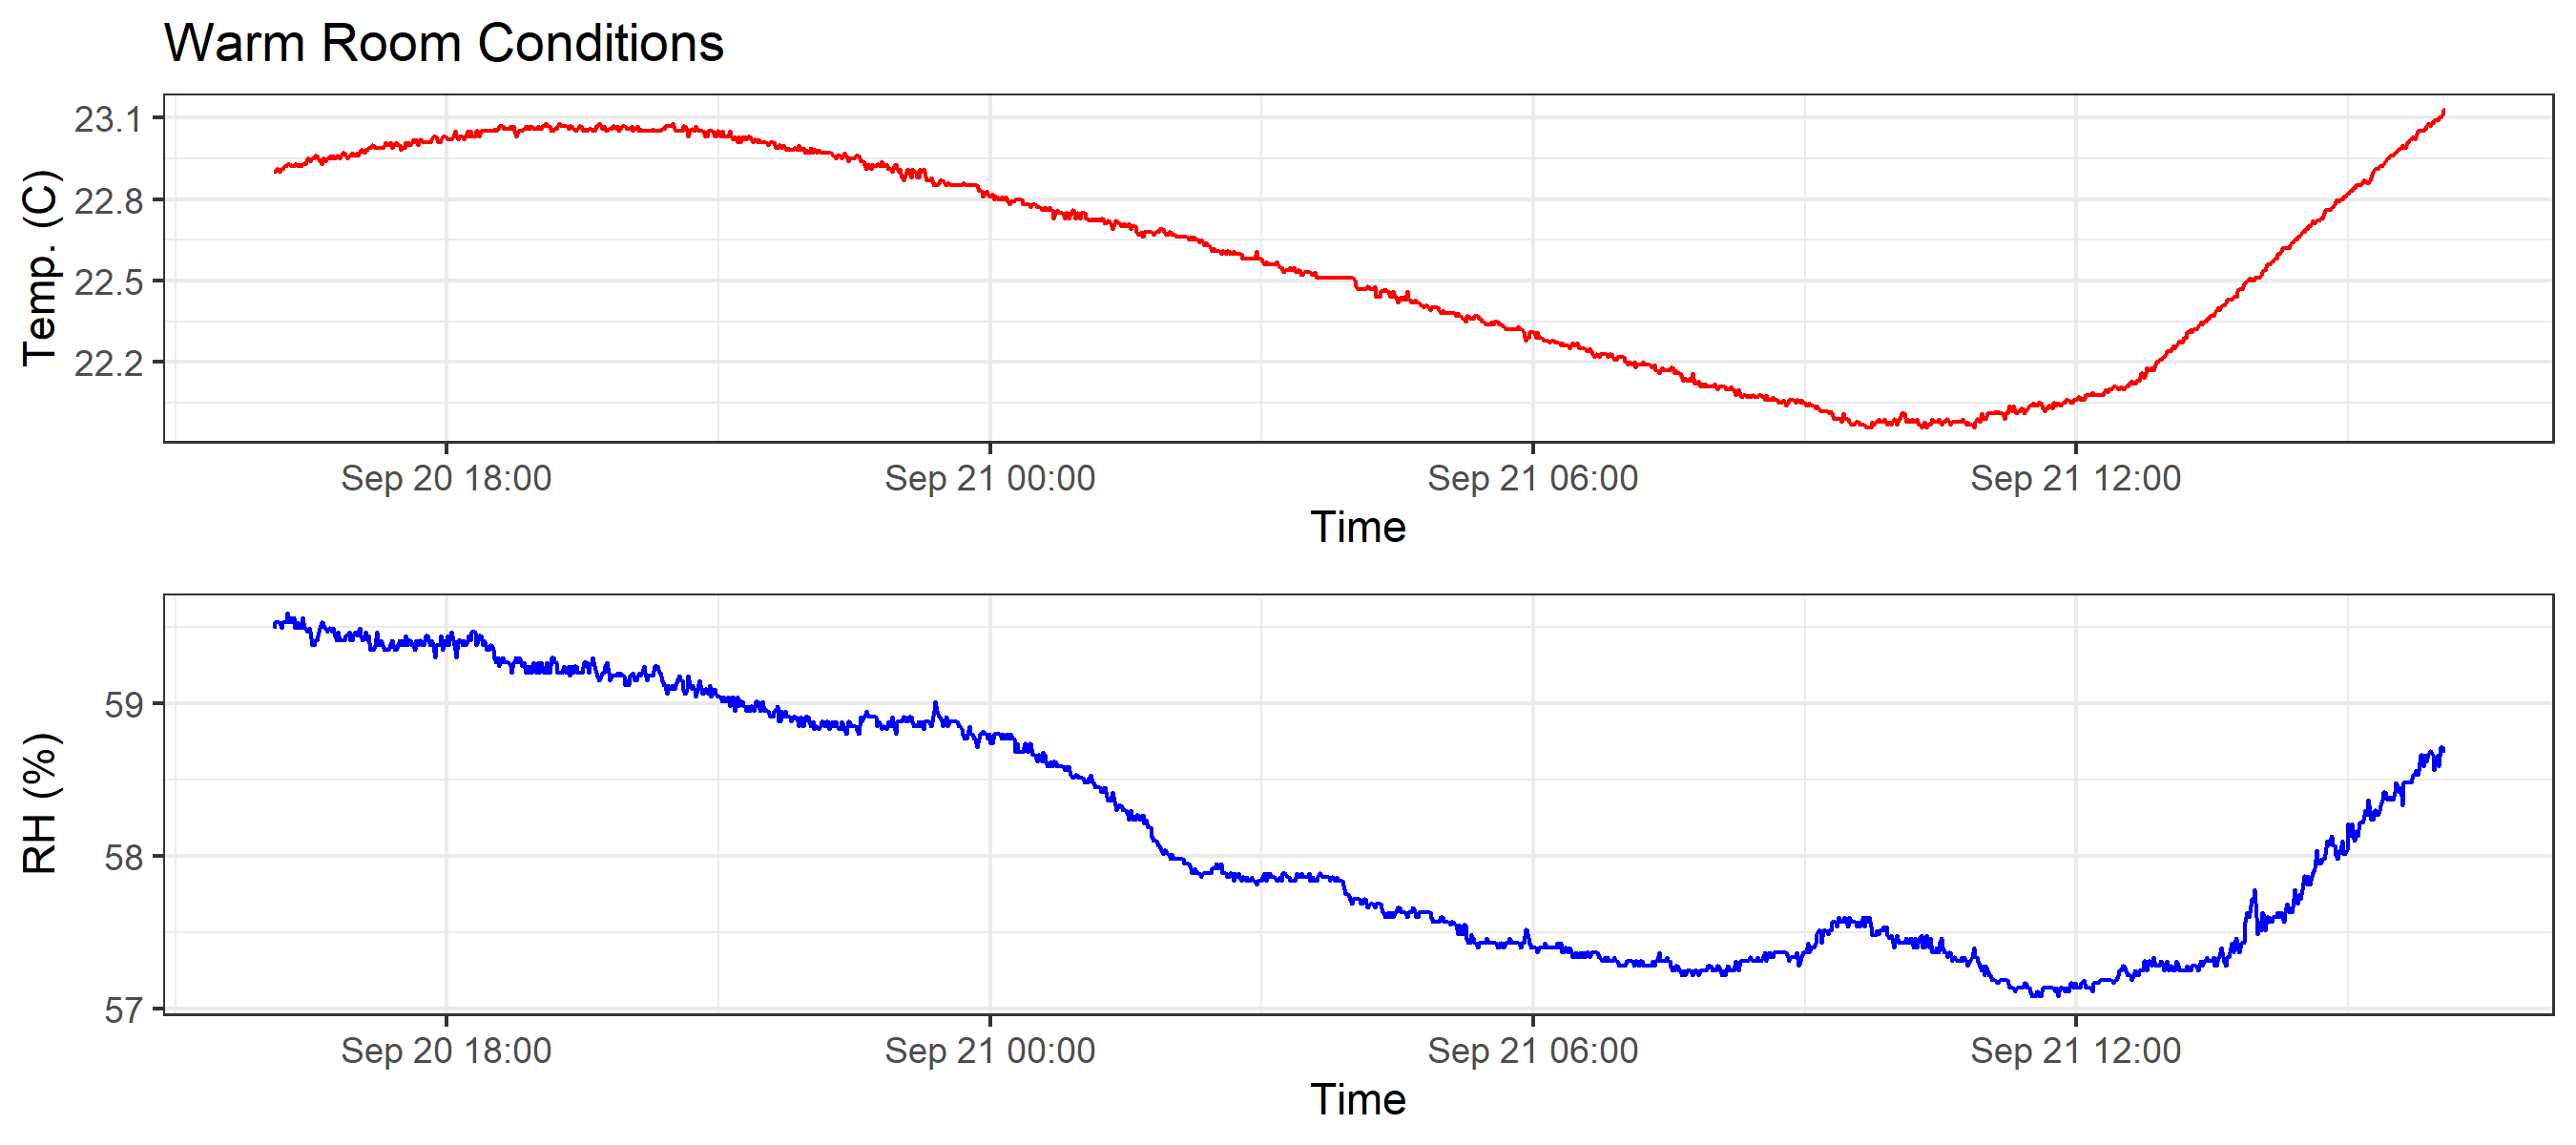 Warm Room Conditions
Temp. (C)
23.1
22.8
22.5
22.2
Sep 20 18:00 Sep 21 00:00 Sep 21 06:00 Sep 21 12:00
Time
RH (%)
59
58
57
Sep 20 18:00 Sep 21 00:00 Sep 21 06:00 Sep 21 12:00
Time